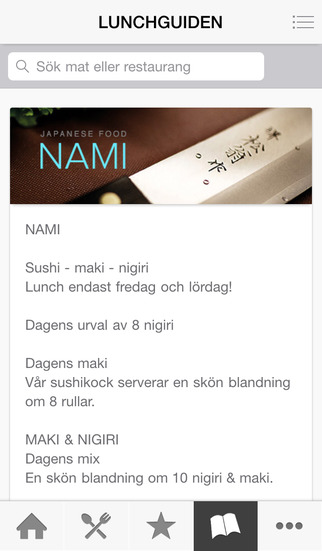 LUNCHGUIDEN
Sök mat eller restaurang
JAPANESE FOOD
NAMI
NAMI
Sushi - maki - nigiri
Lunch endast fredag och lördag!
Dagens urval av 8 nigiri
Dagens maki
Vår sushikock serverar en skön blandning
om 8 rullar.
MAKI & NIGIRI
Dagens mix
En skön blandning om 10 nigiri & maki.